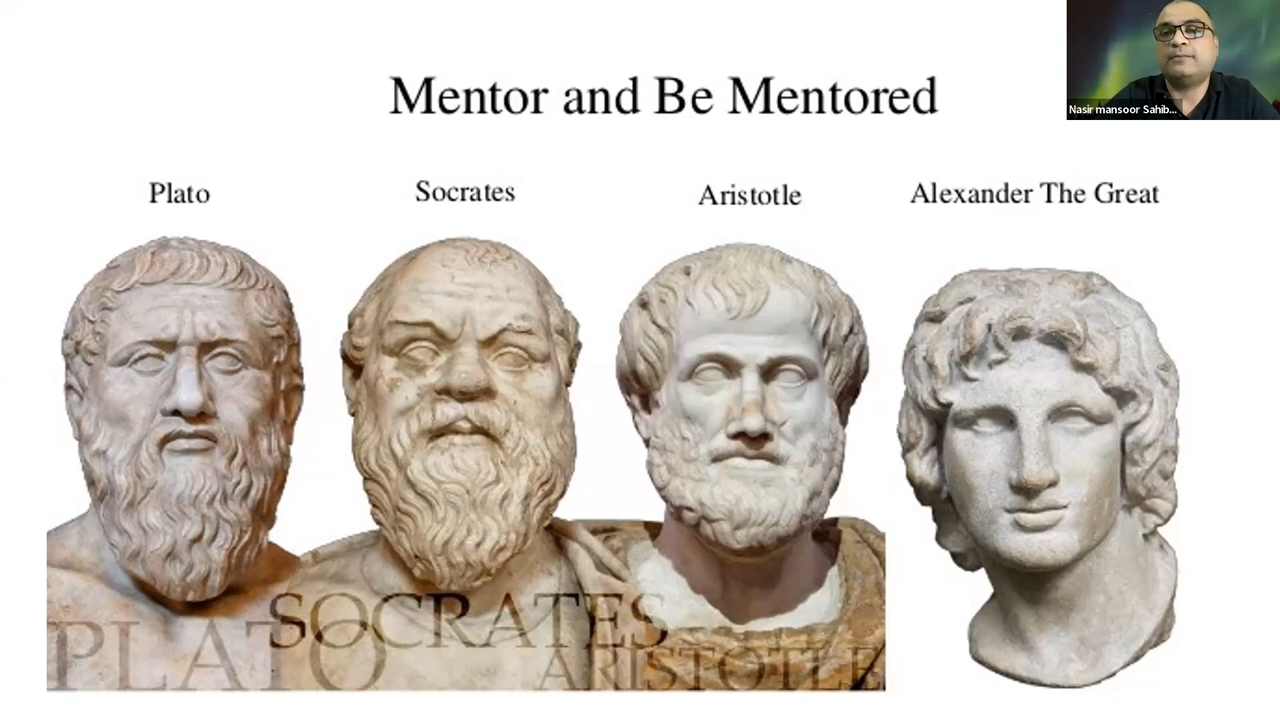 Nasir mansoor Sahib...
Mentor and Be Mentored
Plato
Socrates
Aristotle
Alexander The Great
PLATO
SOCRATES
ARISTOTLE